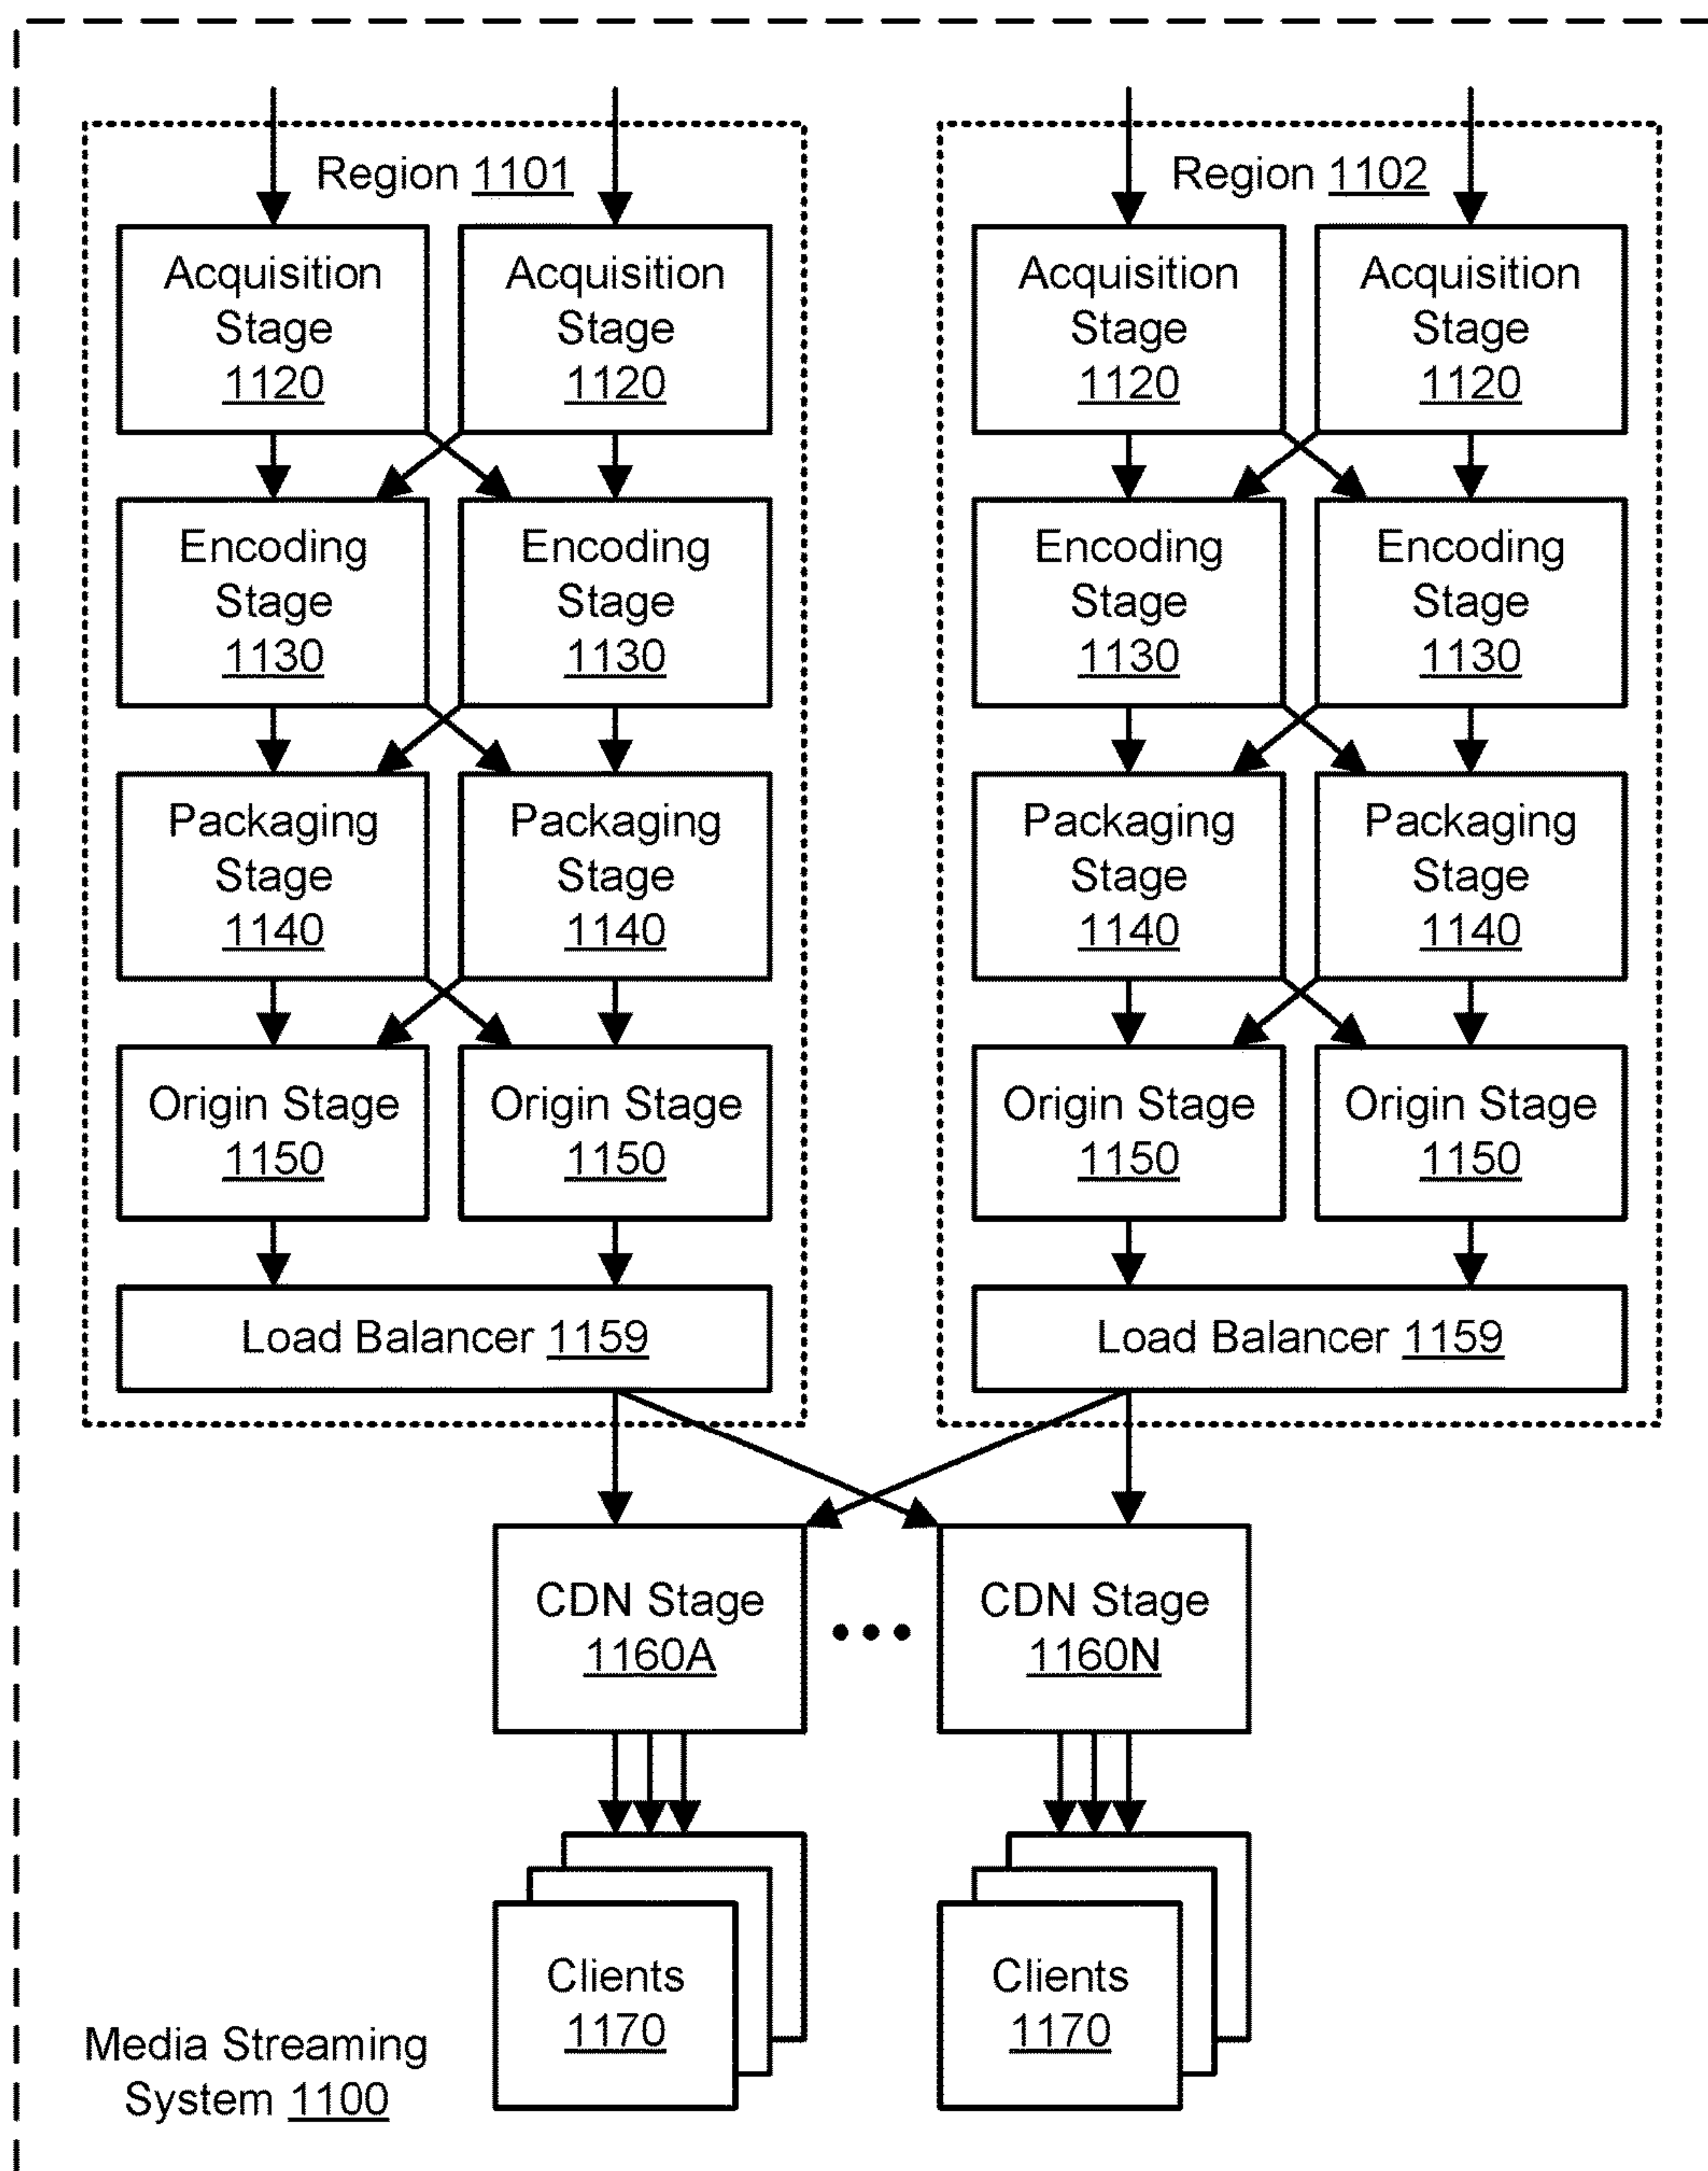 Region 1101
Acquisition
Stage
1120
Acquisition
Stage
1120
Encoding
Stage
1130
Encoding
Stage
1130
Packaging
Stage
1140
Packaging
Stage
1140
Origin Stage
1150
Origin Stage
1150
Load Balancer 1159
Region 1102
Acquisition
Stage
1120
Acquisition
Stage
1120
Encoding
Stage
1130
Encoding
Stage
1130
Packaging
Stage
1140
Packaging
Stage
1140
Origin Stage
1150
Origin Stage
1150
Load Balancer 1159
CDN Stage
1160A
CDN Stage
1160N
Clients
1170
Clients
1170
Media Streaming
System 1100